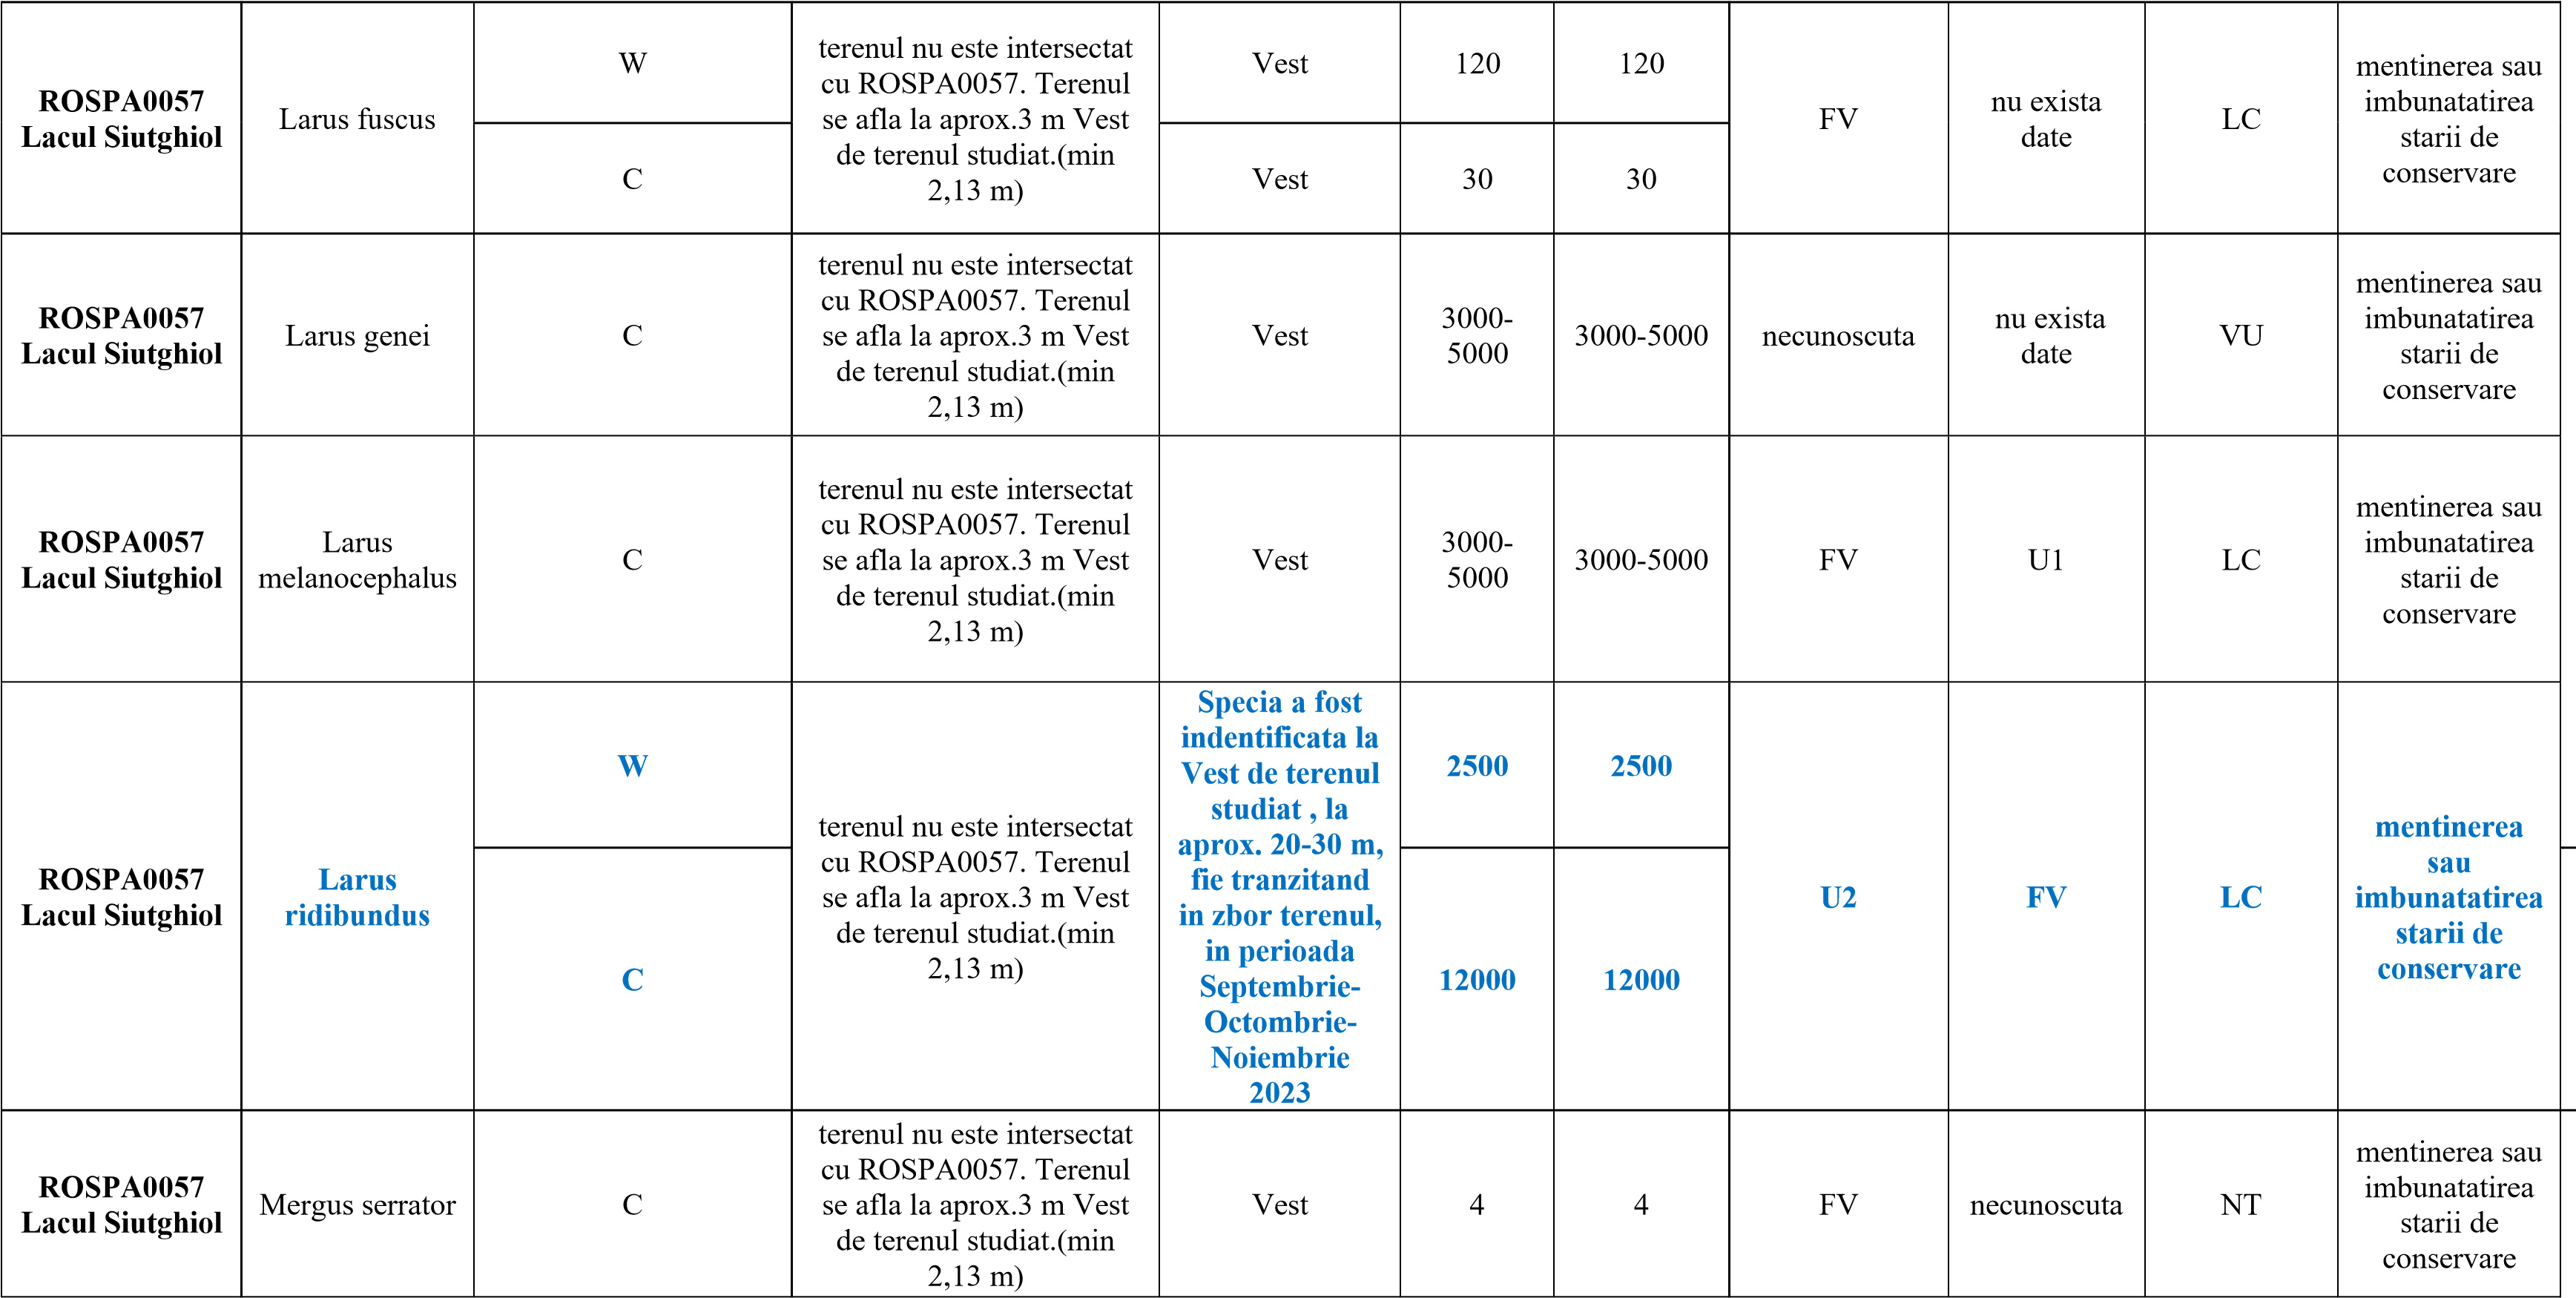 ROSPA0057
Lacul Siutghiol
Larus fuscus
W
C
terenul nu este intersectat
cu ROSPA0057. Terenul
se afla la aprox.3 m Vest
de terenul studiat.(min
2,13 m)
Vest
120
120
Vest
30
30
FV
nu exista
date
LC
mentinerea sau
imbunatatirea
starii de
conservare
ROSPA0057
Lacul Siutghiol
Larus genei
C
terenul nu este intersectat
cu ROSPA0057. Terenul
se afla la aprox.3 m Vest
de terenul studiat.(min
2,13 m)
Vest
3000-
5000
3000-5000
necunoscuta
nu exista
date
VU
mentinerea sau
imbunatatirea
starii de
conservare
ROSPA0057
Lacul Siutghiol
Larus
melanocephalus
C
terenul nu este intersectat
cu ROSPA0057. Terenul
se afla la aprox.3 m Vest
de terenul studiat.(min
2,13 m)
Vest
3000-
5000
3000-5000
FV
U1
LC
mentinerea sau
imbunatatirea
starii de
conservare
ROSPA0057
Lacul Siutghiol
Larus
ridibundus
W
C
terenul nu este intersectat
cu ROSPA0057. Terenul
se afla la aprox.3 m Vest
de terenul studiat.(min
2,13 m)
Specia a fost
indentificata la
Vest de terenul
studiat , la
aprox. 20-30 m,
fie tranzitand
in zbor terenul,
in perioada
Septembrie-
Octombrie-
Noiembrie
2023
2500
2500
12000
12000
U2
FV
LC
mentinerea
sau
imbunatatirea
starii de
conservare
ROSPA0057
Lacul Siutghiol
Mergus serrator
C
terenul nu este intersectat
cu ROSPA0057. Terenul
se afla la aprox.3 m Vest
de terenul studiat.(min
2,13 m)
Vest
4
4
FV
necunoscuta
NT
mentinerea sau
imbunatatirea
starii de
conservare